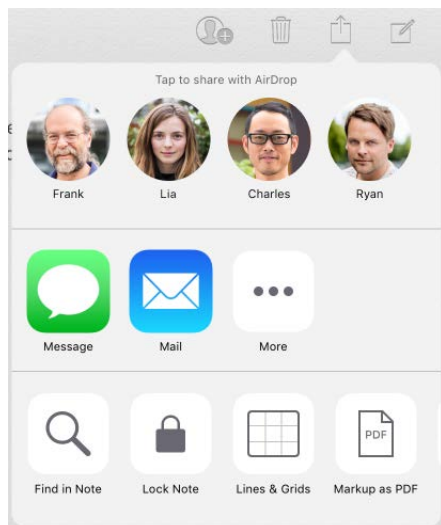 Tap to share with AirDrop
Frank Lia Charles Ryan
Message Mail More
PDF
Find in Note Lock Note Lines & Grids Markup as PDF